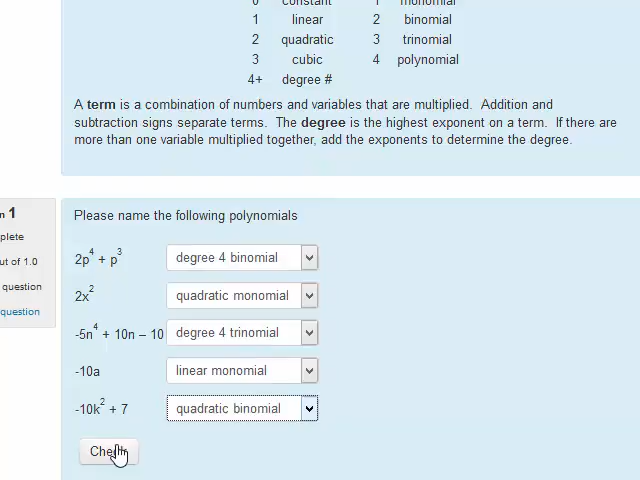 0 constant 1 monomial
1 linear 2 binomial
2 quadratic 3 trinomial
3 cubic 4 polynomial
4+ degree #
A term is a combination of numbers and variables that are multiplied. Addition and
subtraction signs separate terms. The degree is the highest exponent on a term. If there are
more than one variable multiplied together, add the exponents to determine the degree.
n 1
plete
ut of 1.0
question
question
Please name the following polynomials
2p⁴ + p³ degree 4 binomial
2x² quadratic monomial
-5n⁴ + 10n – 10 degree 4 trinomial
-10a linear monomial
-10k² + 7 quadratic binomial
Check